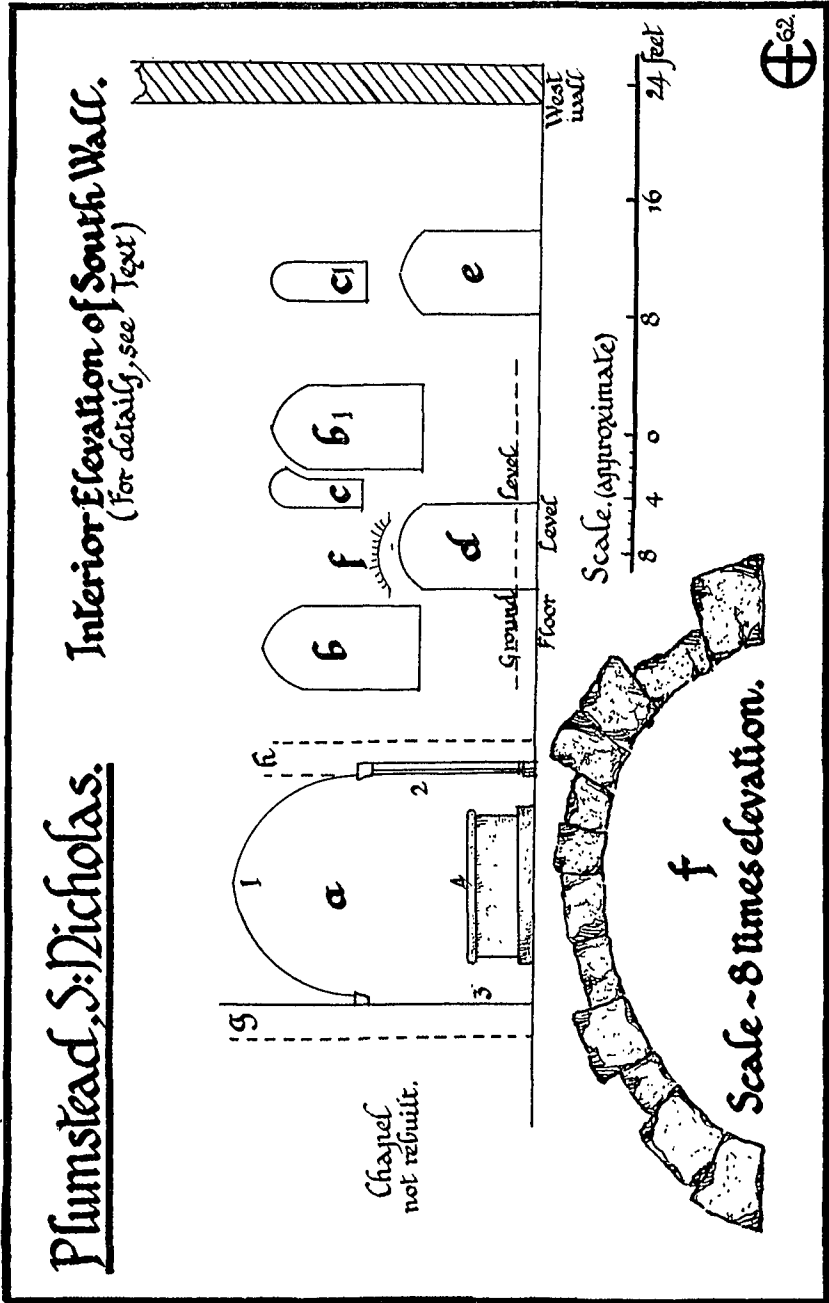 Plumstead, S: Nicholas.
Interior Elevation of South Wall.
(For details, see Text)
g
h
1
a
2
3
4
b
f
c
b1
c1
d
e
Chapel
not rebuilt.
Ground Level
Floor Level
West
wall
Scale. (approximate)
8 4 0 8 16 24 feet
f
Scale ~ 8 times elevation.
62.